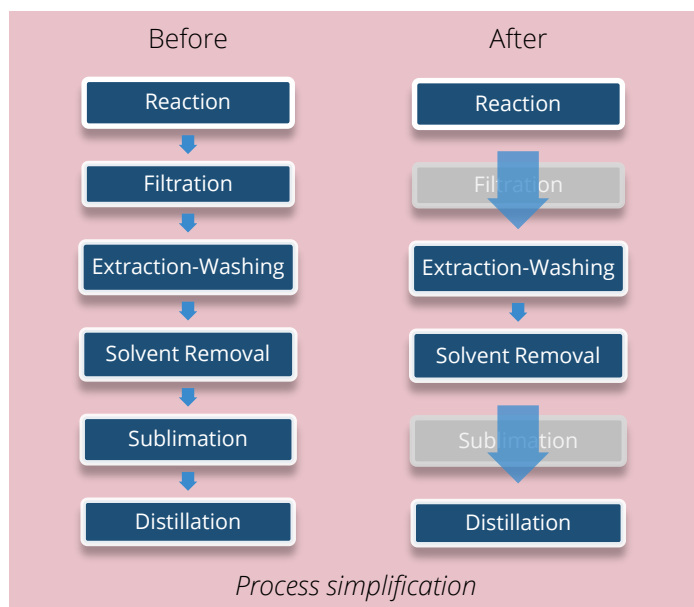 Before
After
Reaction
Reaction
Filtration
Filtration
Extraction-Washing
Extraction-Washing
Solvent Removal
Solvent Removal
Sublimation
Sublimation
Distillation
Distillation
Process simplification